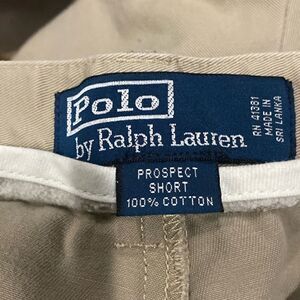 Polo
by Ralph Lauren
RN 41381
MADE IN
SRI LANKA
PROSPECT
SHORT
100% COTTON